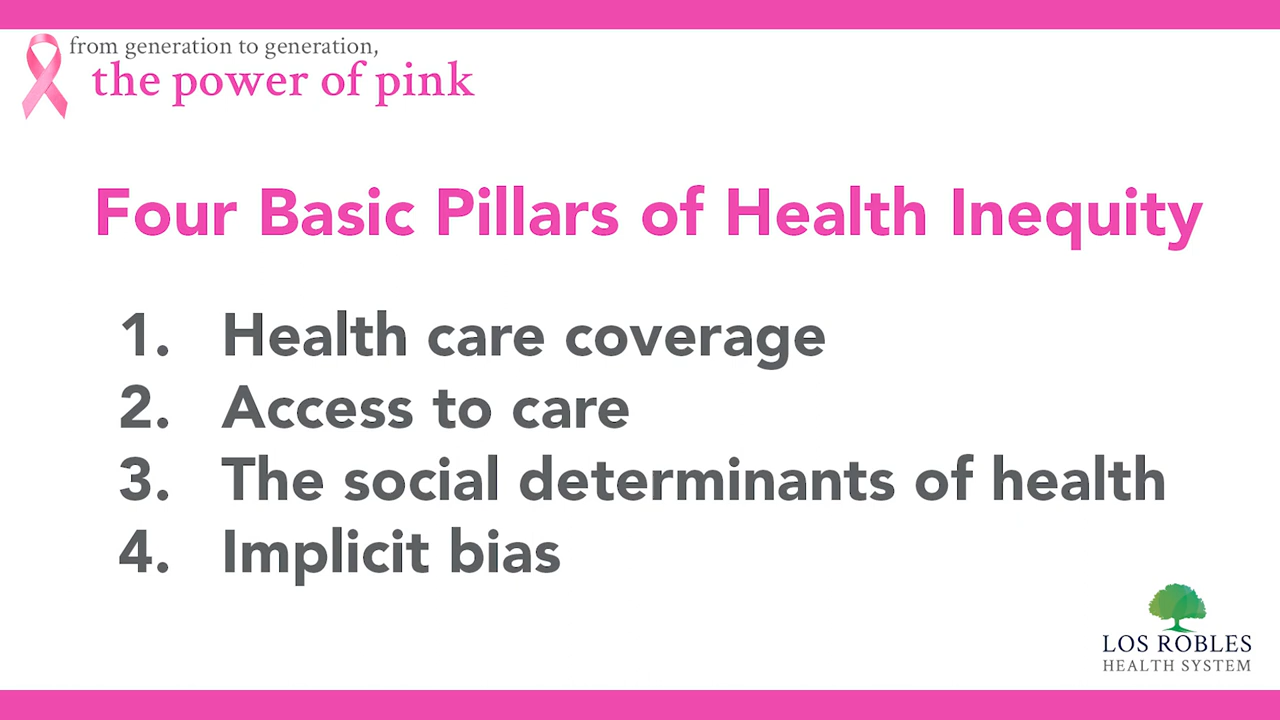 from generation to generation,
the power of pink
Four Basic Pillars of Health Inequity
1. Health care coverage
2. Access to care
3. The social determinants of health
4. Implicit bias
LOS ROBLES
HEALTH SYSTEM